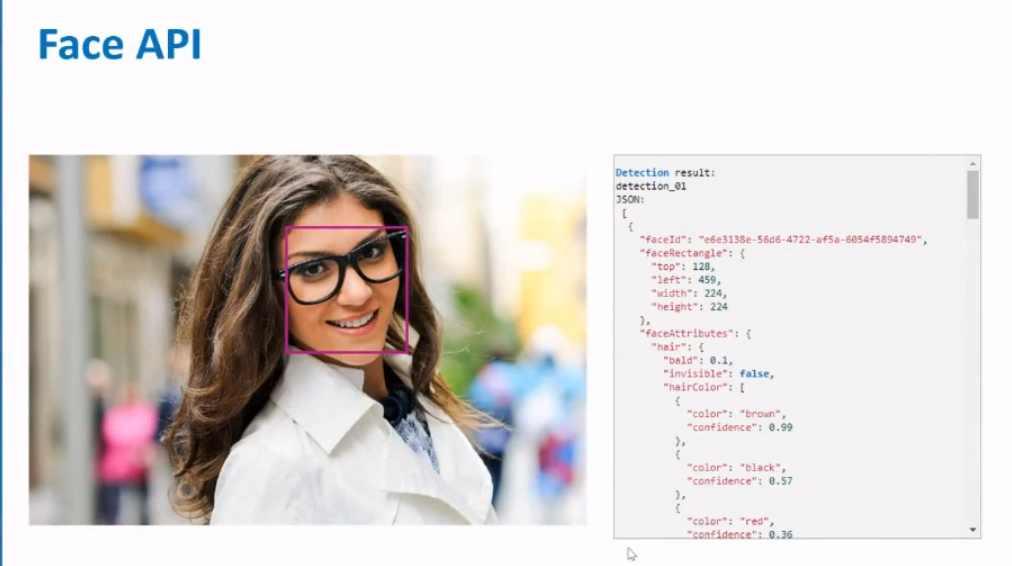 Face API
Detection result:
detection_01
JSON:
[
{
"faceId": "e6e3138e-56d6-4722-af5a-6054f5894749",
"faceRectangle": {
"top": 128,
"left": 459,
"width": 224,
"height": 224
},
"faceAttributes": {
"hair": {
"bald": 0.1,
"invisible": false,
"hairColor": [
{
"color": "brown",
"confidence": 0.99
},
{
"color": "black",
"confidence": 0.57
},
{
"color": "red",
"confidence": 0.36